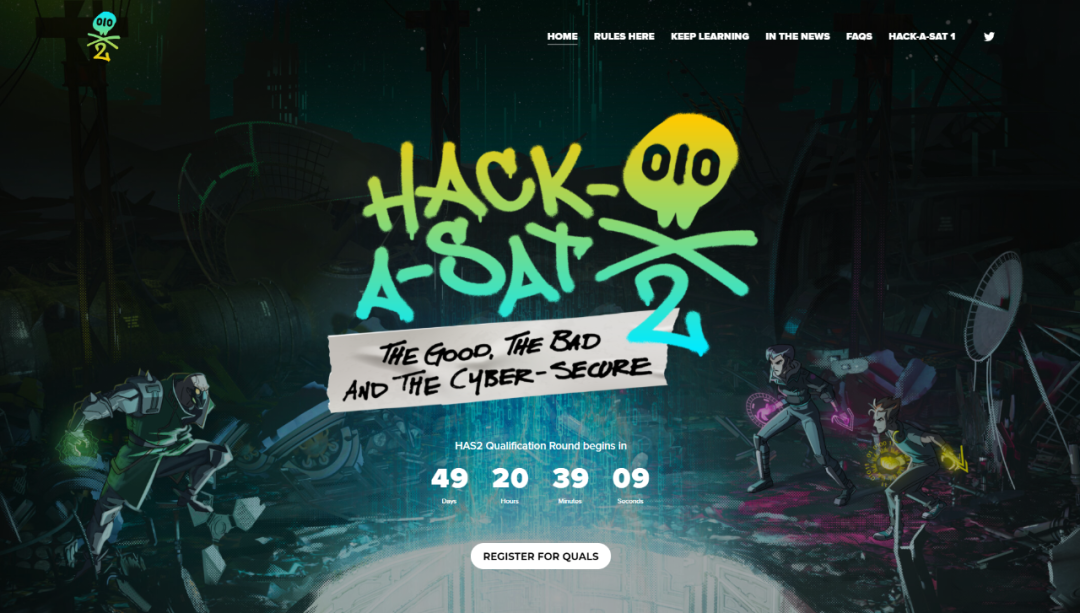 010
2
HOME RULES HERE KEEP LEARNING IN THE NEWS FAQS HACK-A-SAT 1
HACK-
010
A-SAT
2
THE GOOD, THE BAD
AND THE CYBER-SECURE
HAS2 Qualification Round begins in
49 20 39 09
Days Hours Minutes Seconds
REGISTER FOR QUALS